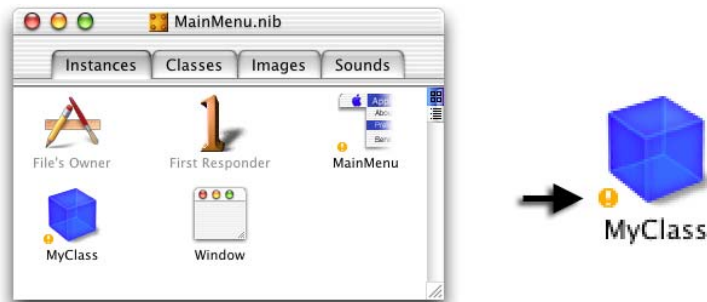 MainMenu.nib
Instances Classes Images Sounds
File's Owner First Responder MainMenu
MyClass Window
MyClass